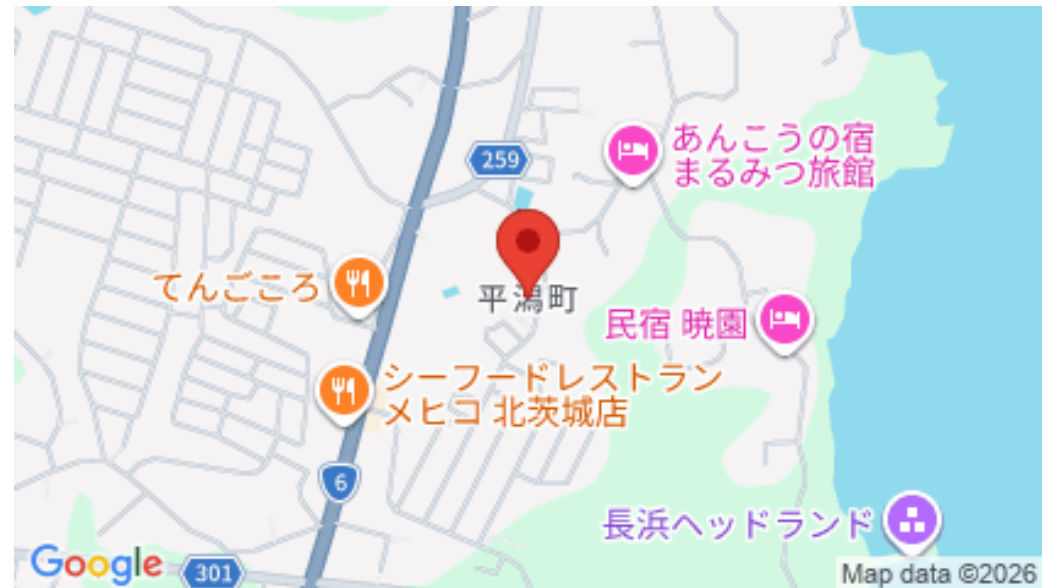 259
あんこうの宿
まるみつ旅館
てんごころ
平潟町
民宿 暁園
シーフードレストラン
メヒコ 北茨城店
6
長浜ヘッドランド
Google
301
Map data ©2026